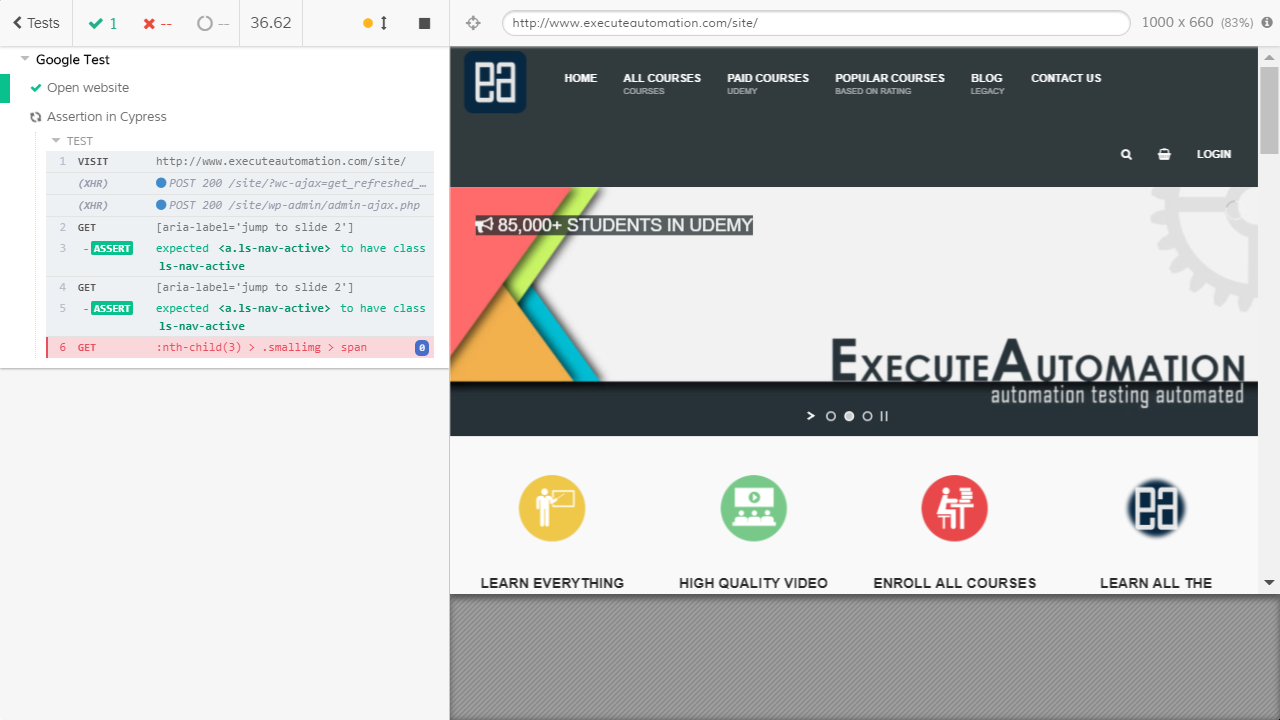 Tests
1
--
--
36.62
http://www.executeautomation.com/site/
1000 x 660 (83%)
Google Test
Open website
Assertion in Cypress
TEST
1 VISIT http://www.executeautomation.com/site/
(XHR) POST 200 /site/?wc-ajax=get_refreshed_…
(XHR) POST 200 /site/wp-admin/admin-ajax.php
2 GET [aria-label='jump to slide 2']
3 - ASSERT expected <a.ls-nav-active> to have class
ls-nav-active
4 GET [aria-label='jump to slide 2']
5 - ASSERT expected <a.ls-nav-active> to have class
ls-nav-active
6 GET :nth-child(3) > .smallimg > span 0
ea
HOME ALL COURSES PAID COURSES POPULAR COURSES BLOG CONTACT US
COURSES UDEMY BASED ON RATING LEGACY
LOGIN
85,000+ STUDENTS IN UDEMY
EXECUTEAUTOMATION
automation testing automated
ea
LEARN EVERYTHING HIGH QUALITY VIDEO ENROLL ALL COURSES LEARN ALL THE